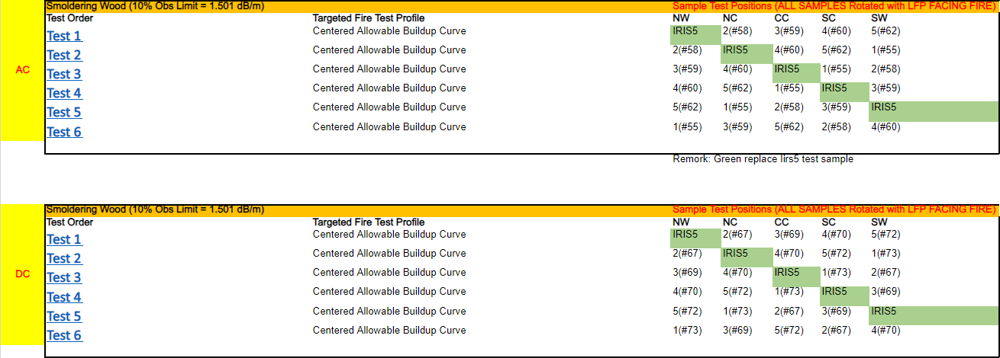 Smoldering Wood (10% Obs Limit = 1.501 dB/m) Sample Test Positions (ALL SAMPLES Rotated with LFP FACING FIRE)
Test Order Targeted Fire Test Profile NW NC CC SC SW
Test 1 Centered Allowable Buildup Curve IRIS5 2(#58) 3(#59) 4(#60) 5(#62)
Test 2 Centered Allowable Buildup Curve 2(#58) IRIS5 4(#60) 5(#62) 1(#55)
AC Test 3 Centered Allowable Buildup Curve 3(#59) 4(#60) IRIS5 1(#55) 2(#58)
Test 4 Centered Allowable Buildup Curve 4(#60) 5(#62) 1(#55) IRIS5 3(#59)
Test 5 Centered Allowable Buildup Curve 5(#62) 1(#55) 2(#58) 3(#59) IRIS5
Test 6 Centered Allowable Buildup Curve 1(#55) 3(#59) 5(#62) 2(#58) 4(#60)
Remork: Green replace Iirs5 test sample
Smoldering Wood (10% Obs Limit = 1.501 dB/m) Sample Test Positions (ALL SAMPLES Rotated with LFP FACING FIRE)
Test Order Targeted Fire Test Profile NW NC CC SC SW
Test 1 Centered Allowable Buildup Curve IRIS5 2(#67) 3(#69) 4(#70) 5(#72)
Test 2 Centered Allowable Buildup Curve 2(#67) IRIS5 4(#70) 5(#72) 1(#73)
DC Test 3 Centered Allowable Buildup Curve 3(#69) 4(#70) IRIS5 1(#73) 2(#67)
Test 4 Centered Allowable Buildup Curve 4(#70) 5(#72) 1(#73) IRIS5 3(#69)
Test 5 Centered Allowable Buildup Curve 5(#72) 1(#73) 2(#67) 3(#69) IRIS5
Test 6 Centered Allowable Buildup Curve 1(#73) 3(#69) 5(#72) 2(#67) 4(#70)